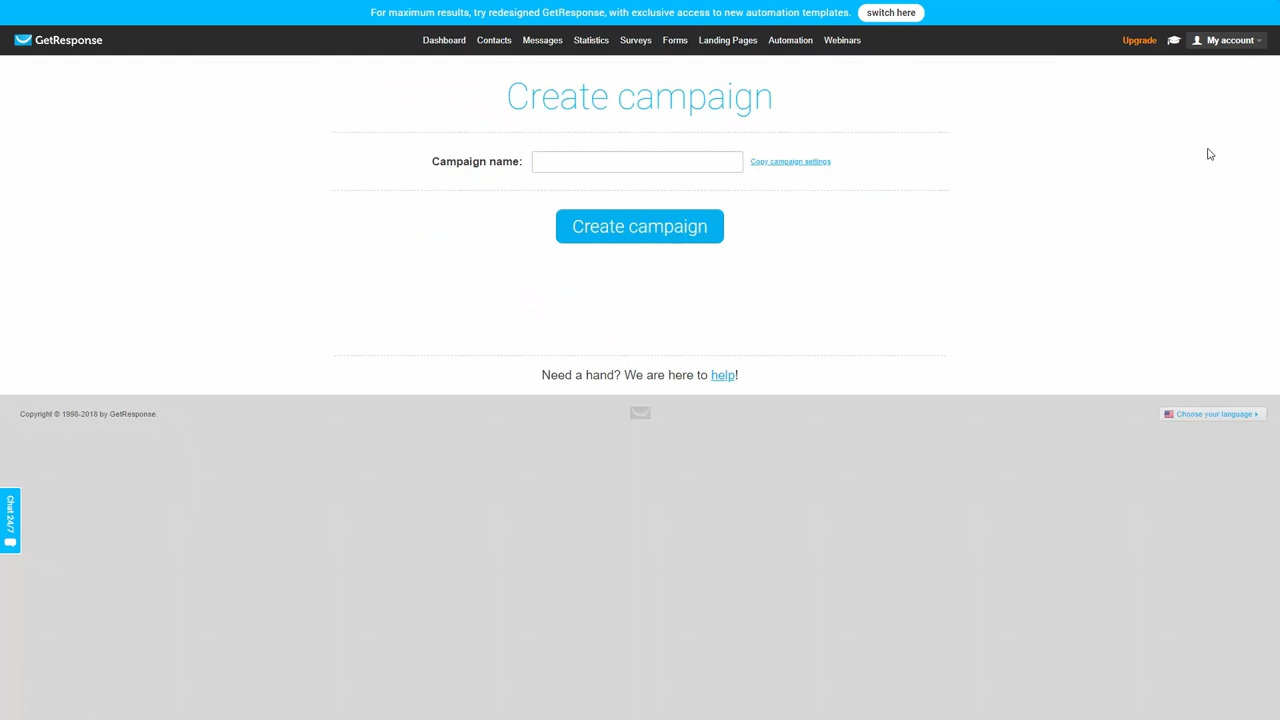 For maximum results, try redesigned GetResponse, with exclusive access to new automation templates. switch here
GetResponse Dashboard Contacts Messages Statistics Surveys Forms Landing Pages Automation Webinars Upgrade My account
Create campaign
Campaign name: Copy campaign settings
Create campaign
Need a hand? We are here to help!
Copyright © 1998-2018 by GetResponse. Choose your language
Chat 24/7